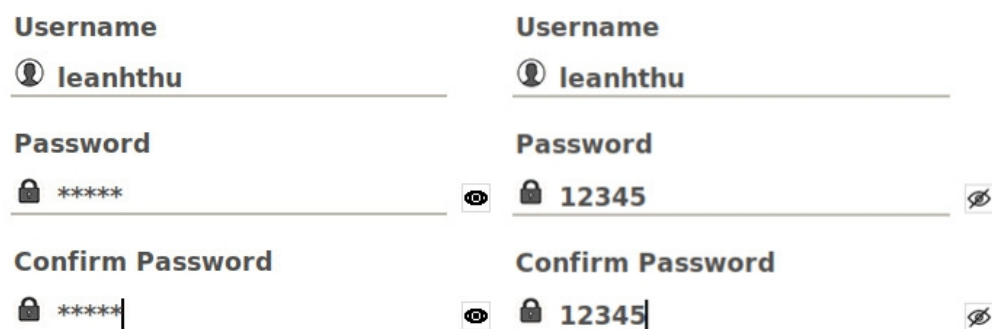 Username
leanhthu
Password
*****
Confirm Password
*****
Username
leanhthu
Password
12345
Confirm Password
12345